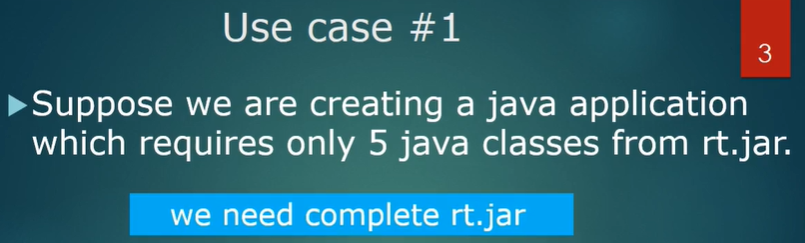 Use case #1
3
Suppose we are creating a java application
which requires only 5 java classes from rt.jar.
we need complete rt.jar